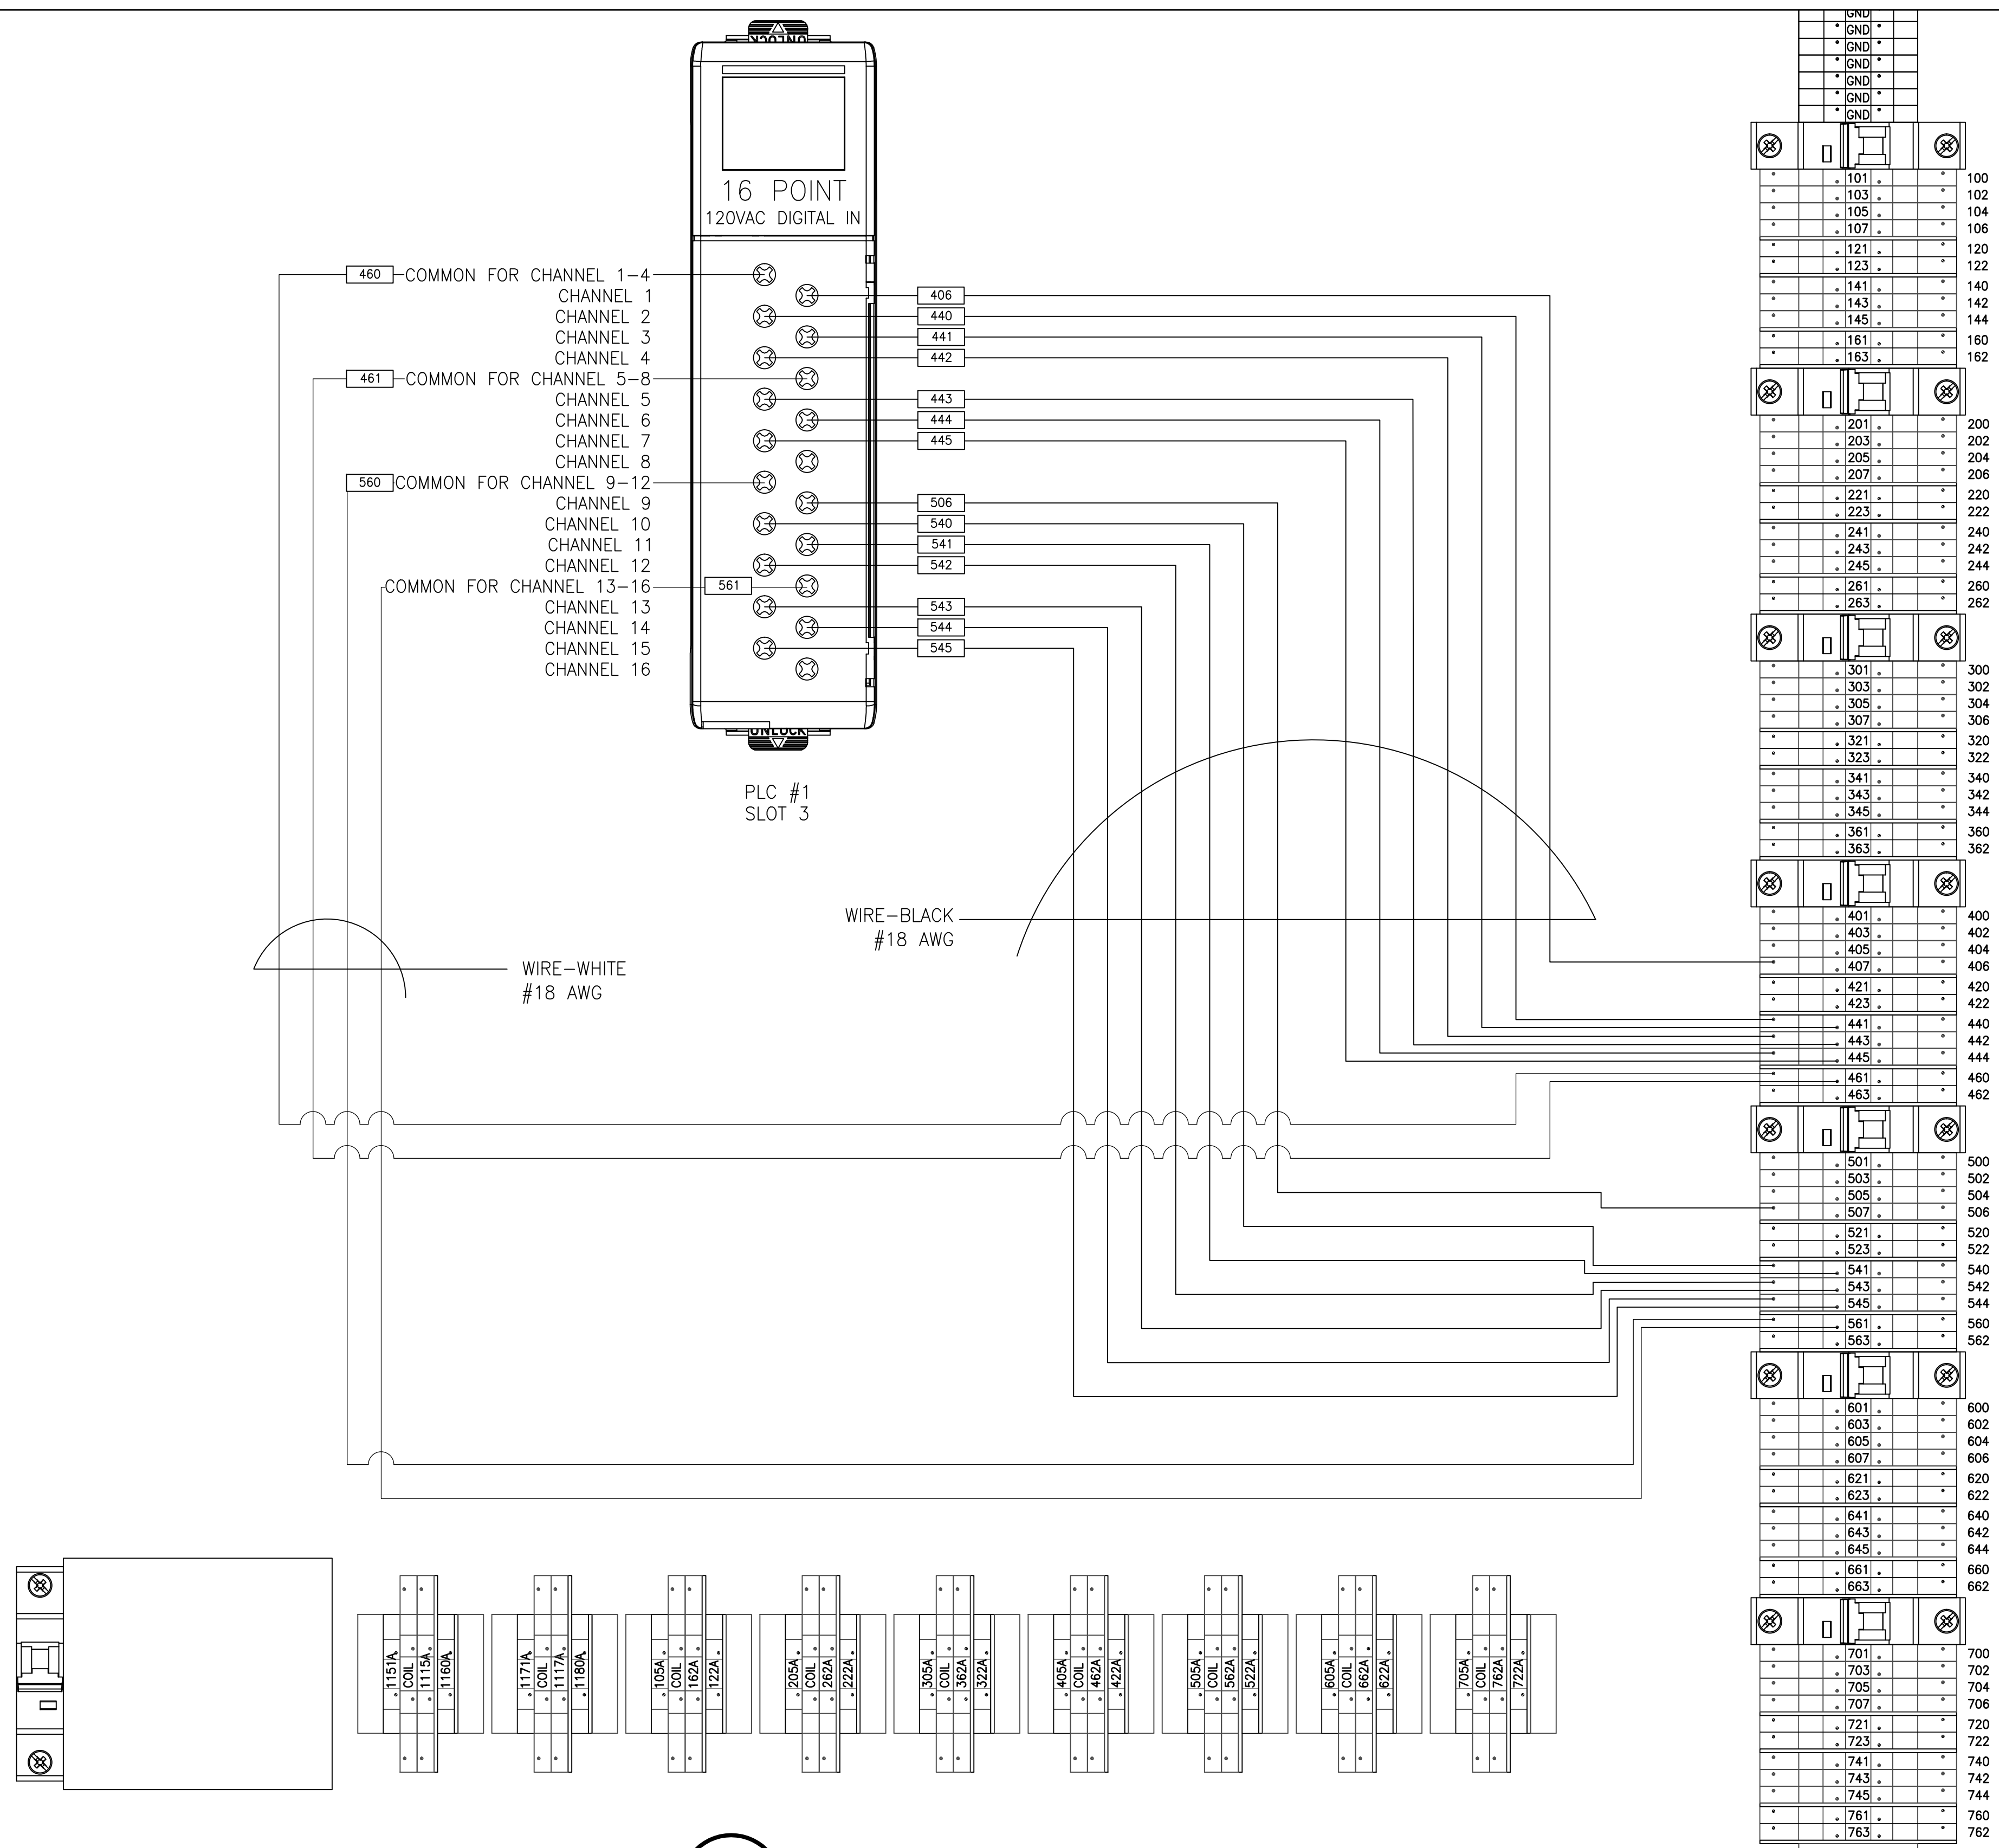 UNLOCK
16 POINT
120VAC DIGITAL IN
460 COMMON FOR CHANNEL 1-4
CHANNEL 1 406
CHANNEL 2 440
CHANNEL 3 441
CHANNEL 4 442
461 COMMON FOR CHANNEL 5-8
CHANNEL 5 443
CHANNEL 6 444
CHANNEL 7 445
CHANNEL 8
560 COMMON FOR CHANNEL 9-12
CHANNEL 9 506
CHANNEL 10 540
CHANNEL 11 541
CHANNEL 12 542
COMMON FOR CHANNEL 13-16 561
CHANNEL 13 543
CHANNEL 14 544
CHANNEL 15 545
CHANNEL 16
UNLOCK
PLC #1
SLOT 3
WIRE-BLACK
#18 AWG
WIRE-WHITE
#18 AWG
GND
GND
GND
GND
GND
GND
GND
101 100
103 102
105 104
107 106
121 120
123 122
141 140
143 142
145 144
161 160
163 162
201 200
203 202
205 204
207 206
221 220
223 222
241 240
243 242
245 244
261 260
263 262
301 300
303 302
305 304
307 306
321 320
323 322
341 340
343 342
345 344
361 360
363 362
401 400
403 402
405 404
407 406
421 420
423 422
441 440
443 442
445 444
461 460
463 462
501 500
503 502
505 504
507 506
521 520
523 522
541 540
543 542
545 544
561 560
563 562
601 600
603 602
605 604
607 606
621 620
623 622
641 640
643 642
645 644
661 660
663 662
701 700
703 702
705 704
707 706
721 720
723 722
741 740
743 742
745 744
761 760
763 762
1151A
COIL
1115A
1160A
1171A
COIL
1117A
1180A
105A
COIL
162A
122A
205A
COIL
262A
222A
305A
COIL
362A
322A
405A
COIL
462A
422A
505A
COIL
562A
522A
605A
COIL
662A
622A
705A
COIL
762A
722A